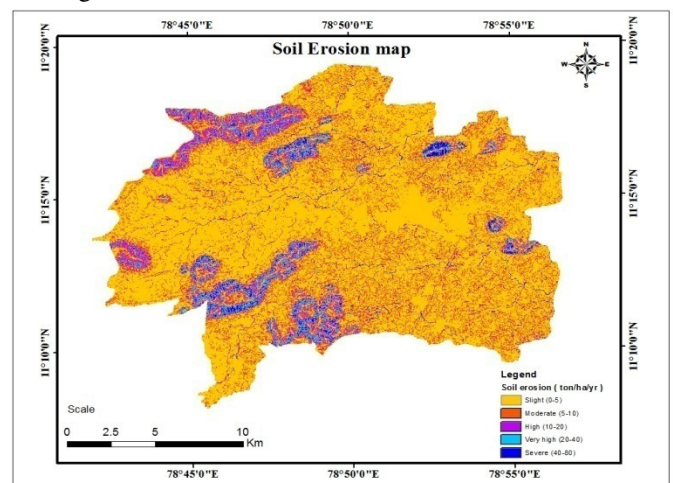 78°45'0"E 78°50'0"E 78°55'0"E
Soil Erosion map
N
W E
S
11°20'0"N 11°20'0"N
11°15'0"N 11°15'0"N
11°10'0"N 11°10'0"N
Legend
Soil erosion ( ton/ha/yr )
Slight (0-5)
Moderate (5-10)
High (10-20)
Very high (20-40)
Severe (40-80)
Scale
0 2.5 5 10
Km
78°45'0"E 78°50'0"E 78°55'0"E